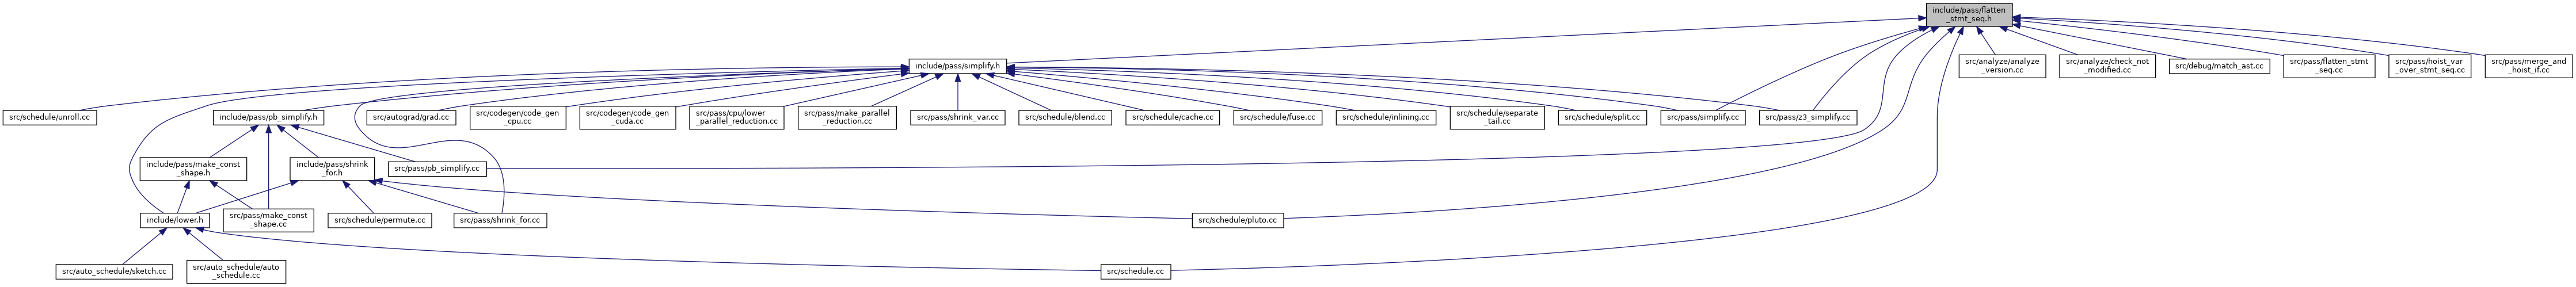 include/pass/flatten
_stmt_seq.h
include/pass/simplify.h
src/analyze/analyze
_version.cc
src/analyze/check_not
_modified.cc
src/debug/match_ast.cc
src/pass/flatten_stmt
_seq.cc
src/pass/hoist_var
_over_stmt_seq.cc
src/pass/merge_and
_hoist_if.cc
src/schedule/unroll.cc
include/pass/pb_simplify.h
src/autograd/grad.cc
src/codegen/code_gen
_cpu.cc
src/codegen/code_gen
_cuda.cc
src/pass/cpu/lower
_parallel_reduction.cc
src/pass/make_parallel
_reduction.cc
src/pass/shrink_var.cc
src/schedule/blend.cc
src/schedule/cache.cc
src/schedule/fuse.cc
src/schedule/inlining.cc
src/schedule/separate
_tail.cc
src/schedule/split.cc
src/pass/simplify.cc
src/pass/z3_simplify.cc
include/pass/make_const
_shape.h
include/pass/shrink
_for.h
src/pass/pb_simplify.cc
include/lower.h
src/pass/make_const
_shape.cc
src/schedule/permute.cc
src/pass/shrink_for.cc
src/schedule/pluto.cc
src/auto_schedule/sketch.cc
src/auto_schedule/auto
_schedule.cc
src/schedule.cc